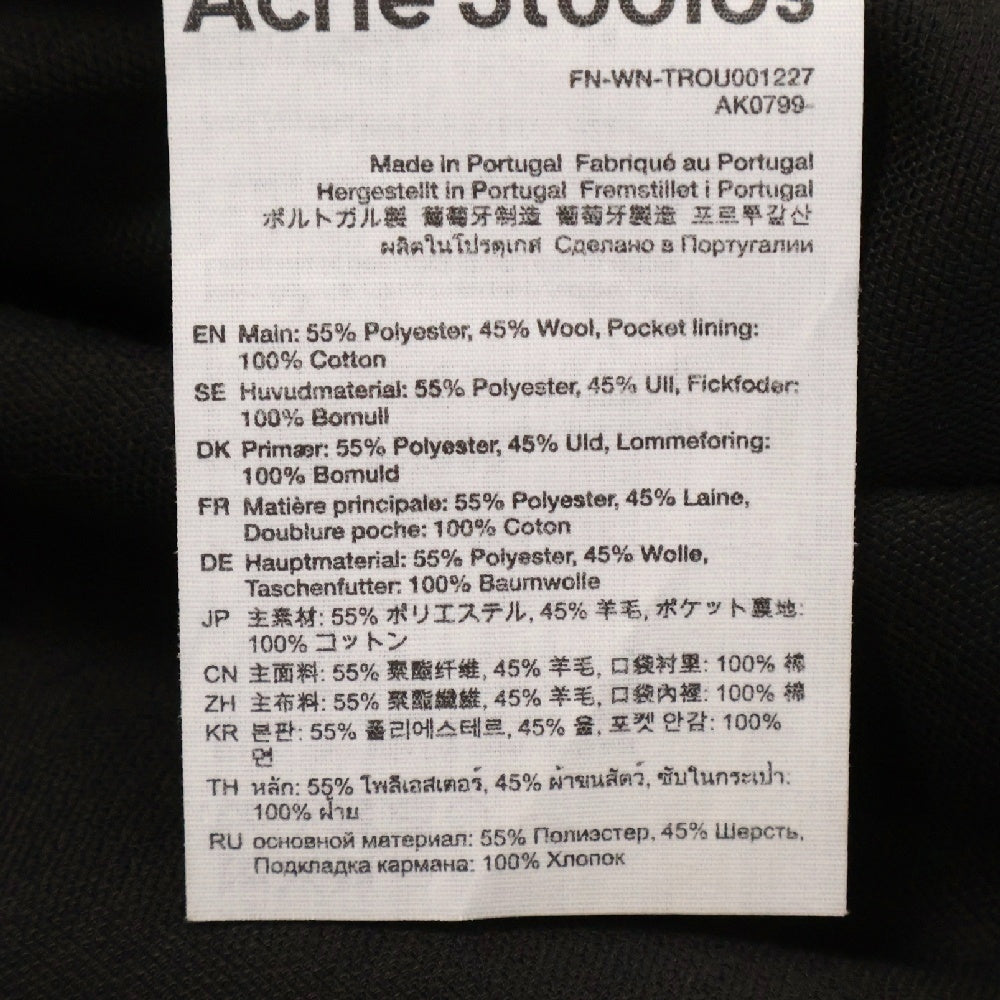 Acne Studios
FN-WN-TROU001227
AK0799-
Made in Portugal Fabriqué au Portugal
Hergestellt in Portugal Fremstillet i Portugal
ポルトガル製 葡萄牙制造 葡萄牙製造 포르투갈산
ผลิตในโปรตุเกส Сделано в Португалии
EN Main: 55% Polyester, 45% Wool, Pocket lining:
100% Cotton
SE Huvudmaterial: 55% Polyester, 45% Ull, Fickfoder:
100% Bomull
DK Primær: 55% Polyester, 45% Uld, Lommeforing:
100% Bomuld
FR Matière principale: 55% Polyester, 45% Laine,
Doublure poche: 100% Coton
DE Hauptmaterial: 55% Polyester, 45% Wolle,
Taschenfutter: 100% Baumwolle
JP 主素材: 55% ポリエステル, 45% 羊毛, ポケット裏地:
100% コットン
CN 主面料: 55% 聚酯纤维, 45% 羊毛, 口袋衬里: 100% 棉
ZH 主布料: 55% 聚酯纖維, 45% 羊毛, 口袋內裡: 100% 棉
KR 본판: 55% 폴리에스테르, 45% 울, 포켓 안감: 100%
면
TH หลัก: 55% โพลีเอสเตอร์, 45% ผ้าขนสัตว์, ซับในกระเป๋า:
100% ฝ้าย
RU основной материал: 55% Полиэстер, 45% Шерсть,
Подкладка кармана: 100% Хлопок